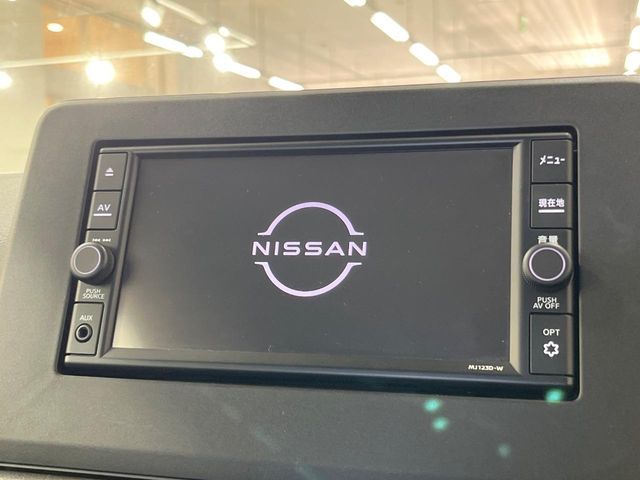 AV
PUSH
SOURCE
AUX
NISSAN
メニュー
現在地
音量
PUSH
AV OFF
OPT
MJ123D-W